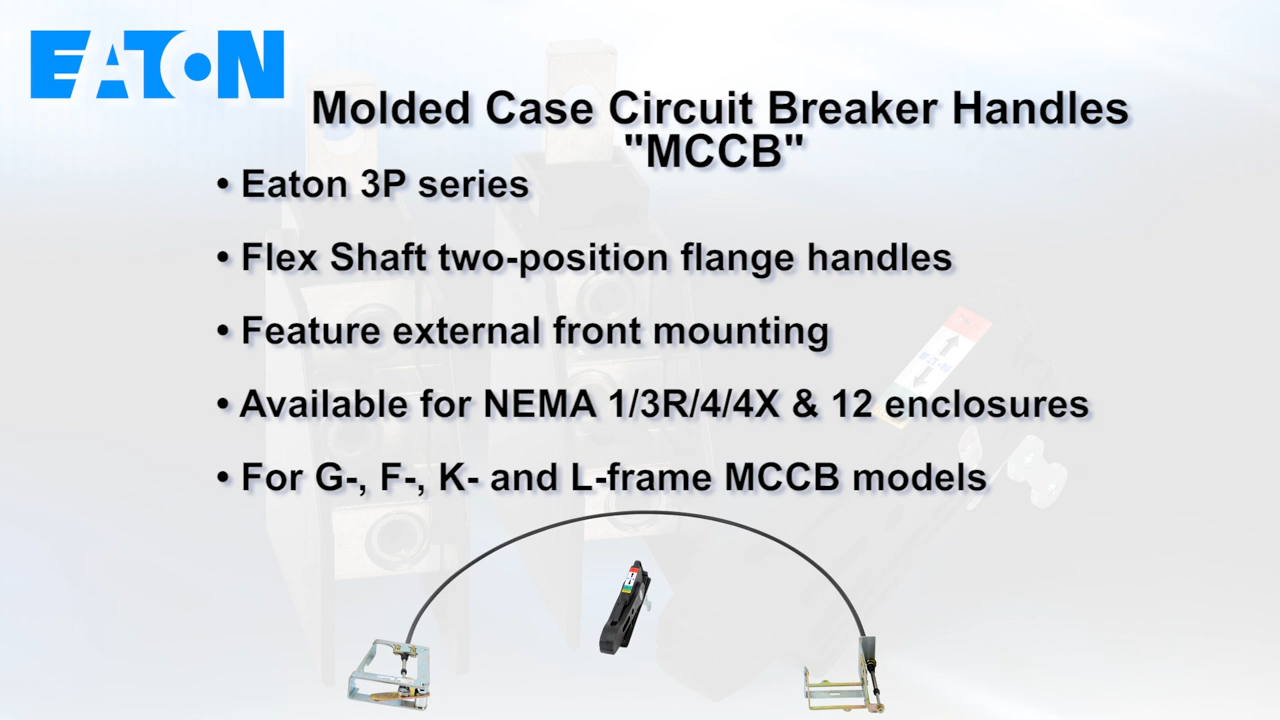 EATON
Molded Case Circuit Breaker Handles
"MCCB"
• Eaton 3P series
• Flex Shaft two-position flange handles
• Feature external front mounting
• Available for NEMA 1/3R/4/4X & 12 enclosures
• For G-, F-, K- and L-frame MCCB models